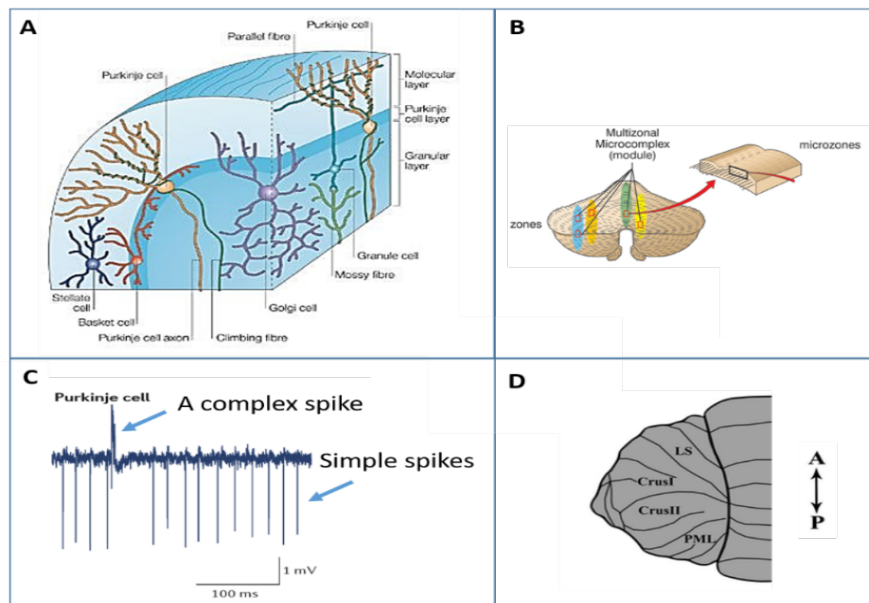 A
Purkinje cell
Parallel fibre
Purkinje cell
Molecular
layer
Purkinje
cell layer
Granular
layer
Granule cell
Mossy fibre
Stellate
cell
Basket cell
Golgi cell
Purkinje cell axon
Climbing fibre
B
Multizonal
Microcomplex
(module)
microzones
zones
C
Purkinje cell
A complex spike
Simple spikes
1 mV
100 ms
D
LS
CrusI
CrusII
PML
A
P